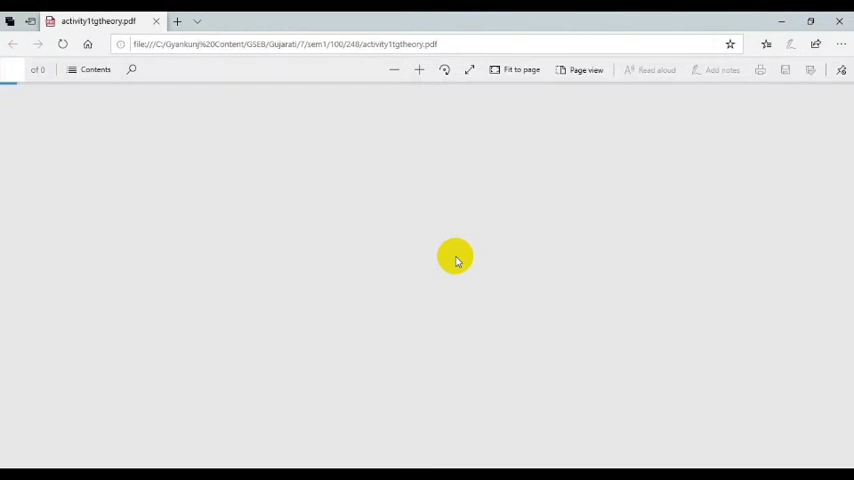 activity1tgtheory.pdf
file:///C:/Gyankunj%20Content/GSEB/Gujarati/7/sem1/100/248/activity1tgtheory.pdf
of 0 Contents Fit to page Page view Read aloud Add notes